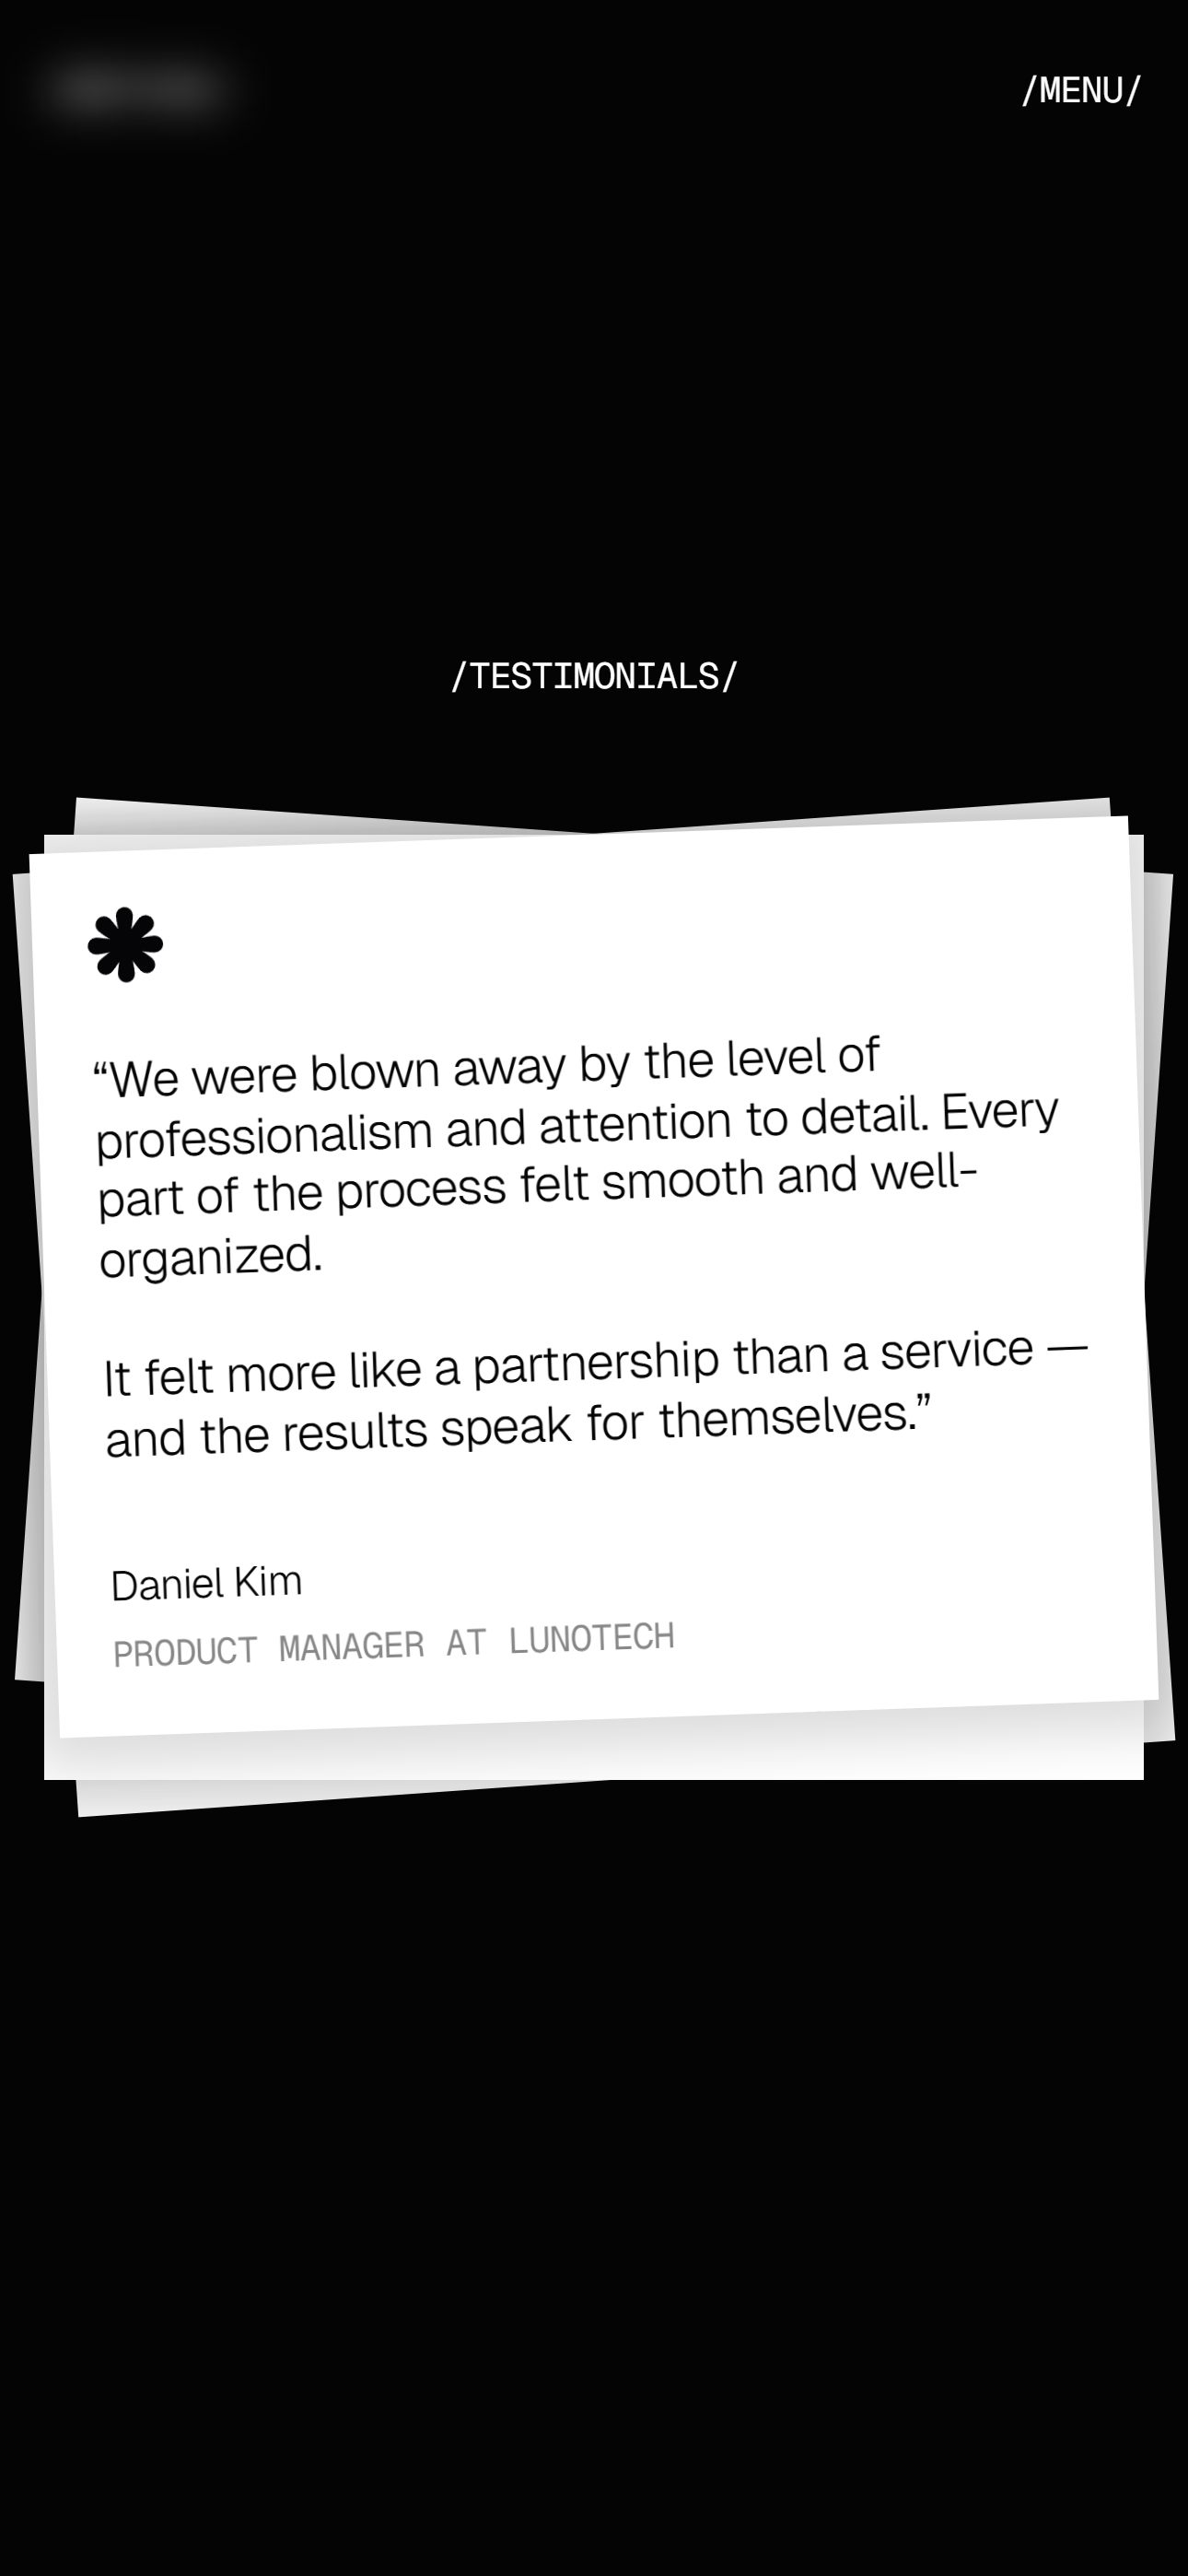 /MENU/
/TESTIMONIALS/
“We were blown away by the level of
professionalism and attention to detail. Every
part of the process felt smooth and well-
organized.
It felt more like a partnership than a service —
and the results speak for themselves.”
Daniel Kim
PRODUCT MANAGER AT LUNOTECH